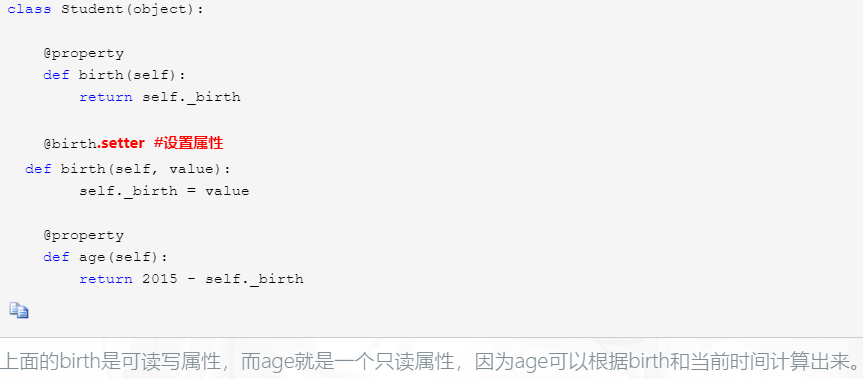 class Student(object):
@property
def birth(self):
return self._birth
@birth.setter #设置属性
def birth(self, value):
self._birth = value
@property
def age(self):
return 2015 - self._birth
上面的birth是可读写属性，而age就是一个只读属性，因为age可以根据birth和当前时间计算出来。